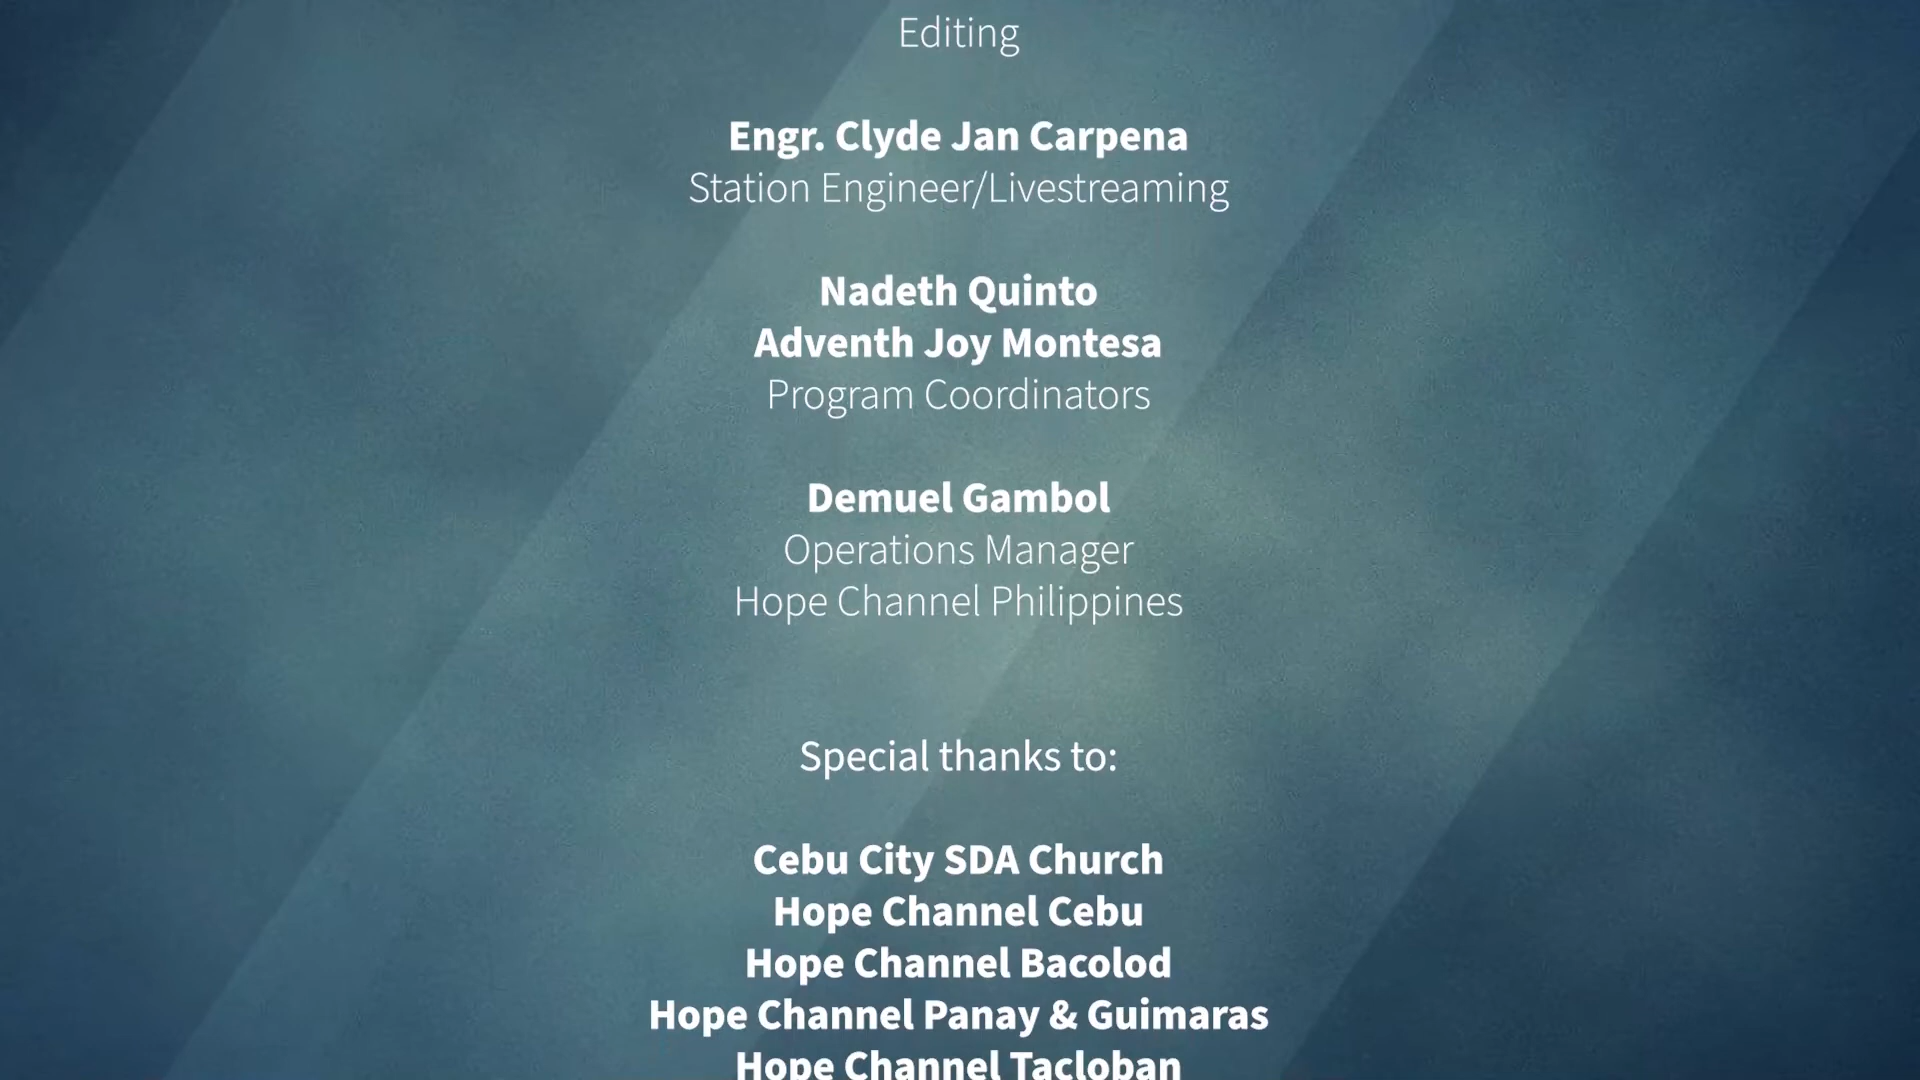 Editing
Engr. Clyde Jan Carpena
Station Engineer/Livestreaming
Nadeth Quinto
Adventh Joy Montesa
Program Coordinators
Demuel Gambol
Operations Manager
Hope Channel Philippines
Special thanks to:
Cebu City SDA Church
Hope Channel Cebu
Hope Channel Bacolod
Hope Channel Panay & Guimaras
Hope Channel Tacloban